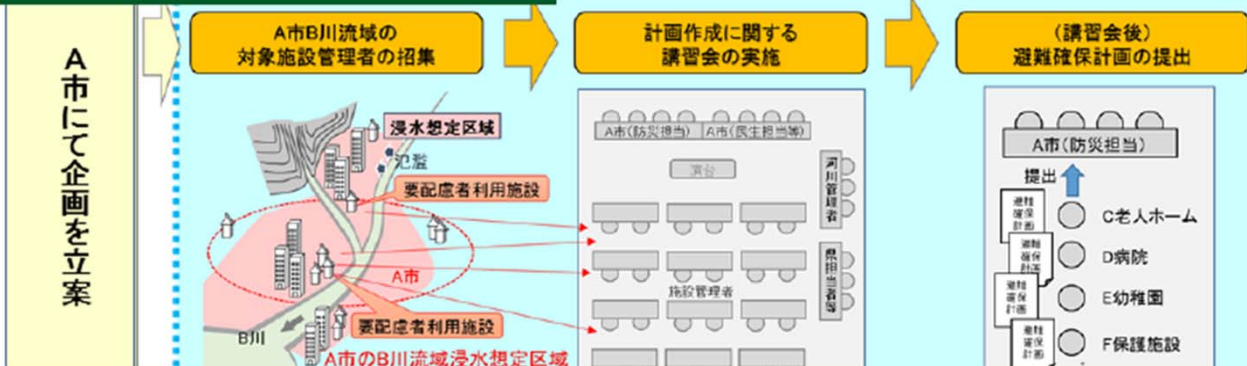 A市にて企画を立案
A市B川流域の
対象施設管理者の招集
計画作成に関する
講習会の実施
(講習会後)
避難確保計画の提出
浸水想定区域
氾濫
要配慮者利用施設
A市
要配慮者利用施設
B川
A市のB川流域浸水想定区域
A市(防災担当)
A市(民生担当等)
演台
河川管理者
県担当者等
施設管理者
A市(防災担当)
提出
避難
確保
計画
C老人ホーム
避難
確保
計画
D病院
避難
確保
計画
E幼稚園
避難
確保
計画
F保護施設